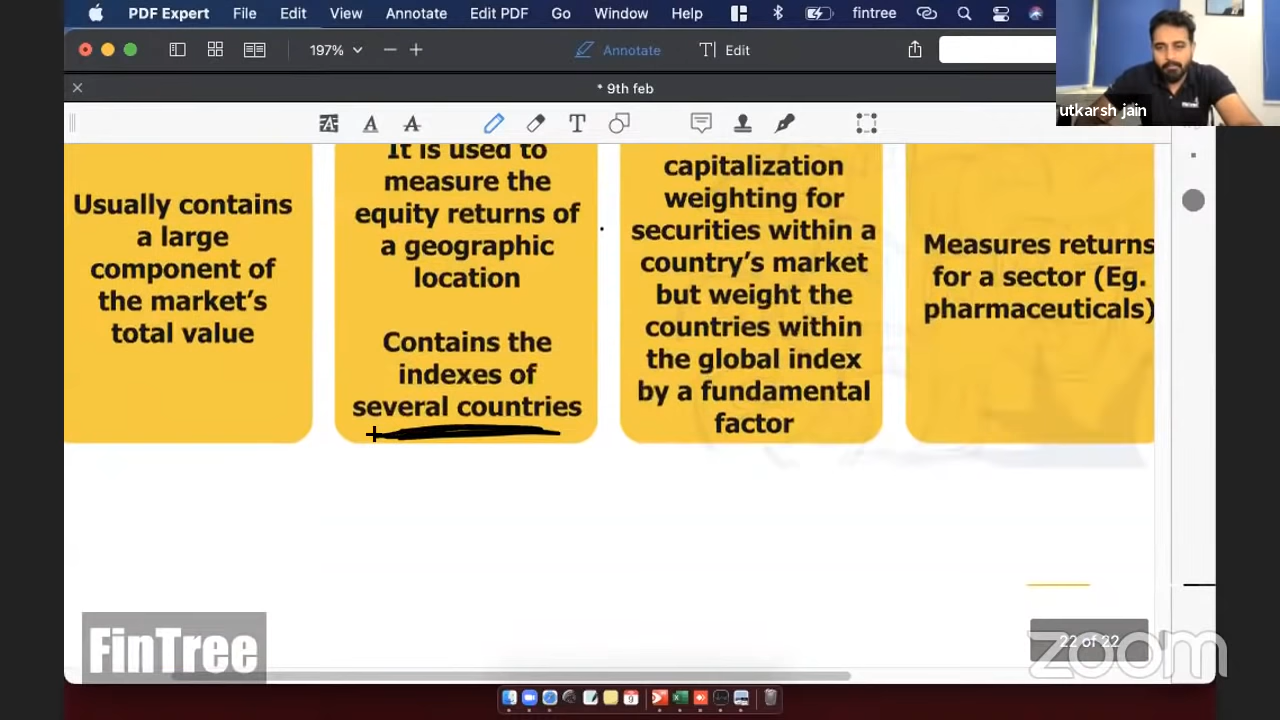 PDF Expert File Edit View Annotate Edit PDF Go Window Help fintree
197% Annotate T Edit
* 9th feb
utkarsh jain
Usually contains
a large
component of
the market's
total value
It is used to
measure the
equity returns of
a geographic
location
Contains the
indexes of
several countries
capitalization
weighting for
securities within a
country's market
but weight the
countries within
the global index
by a fundamental
factor
Measures returns
for a sector (Eg.
pharmaceuticals)
22 of 22
FinTree
zoom